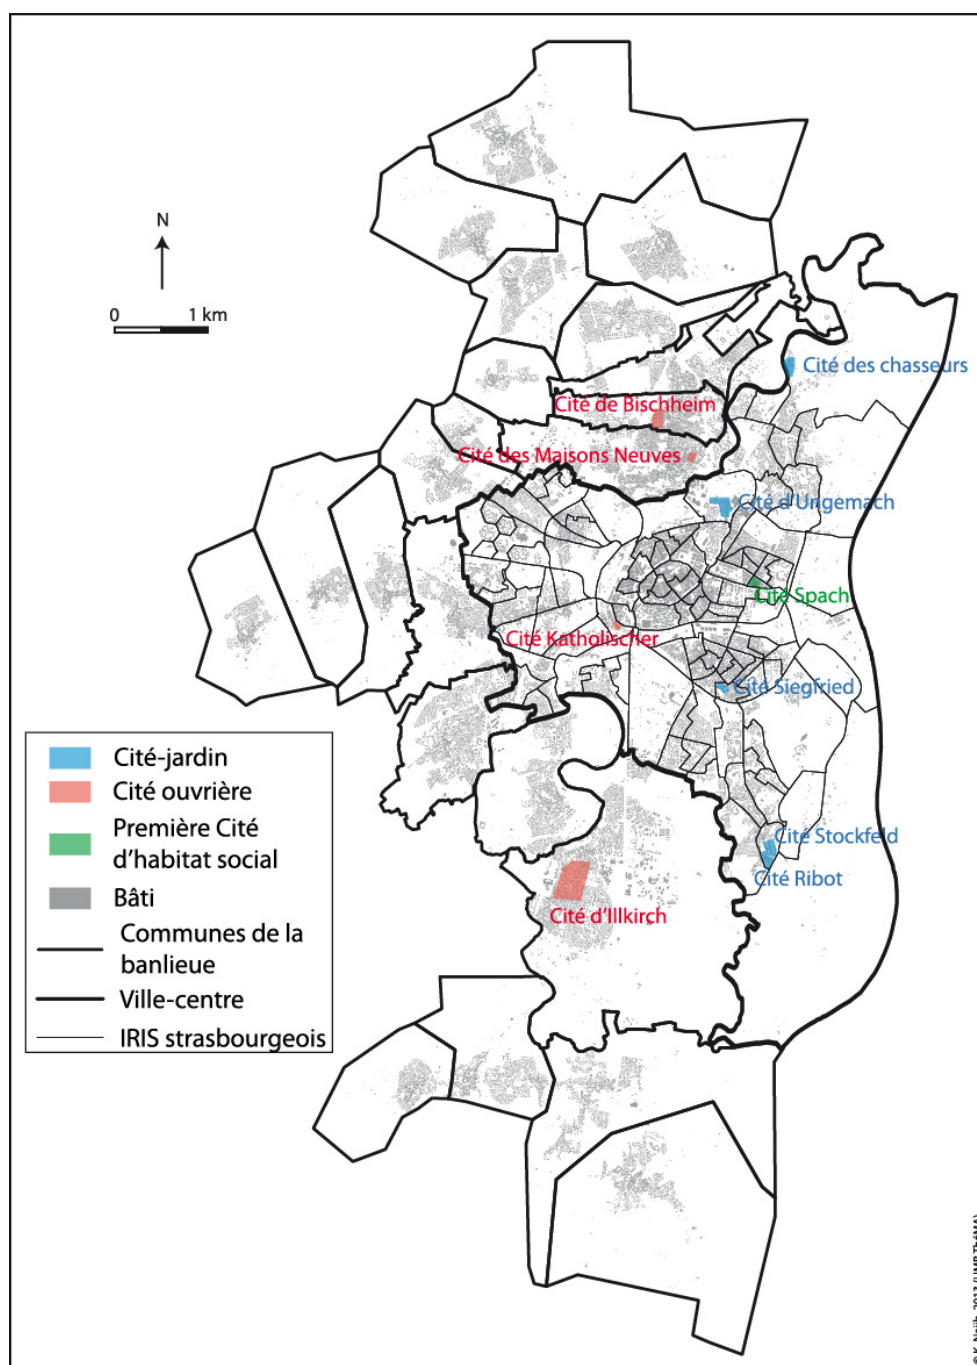 N
0 1 km
Cité des chasseurs
Cité de Bischheim
Cité des Maisons Neuves
Cité d'Ungemach
Cité Spach
Cité Katholischer
Cité Siegfried
Cité Stockfeld
Cité Ribot
Cité d'Illkirch
Cité-jardin
Cité ouvrière
Première Cité
d'habitat social
Bâti
Communes de la
banlieue
Ville-centre
IRIS strasbourgeois